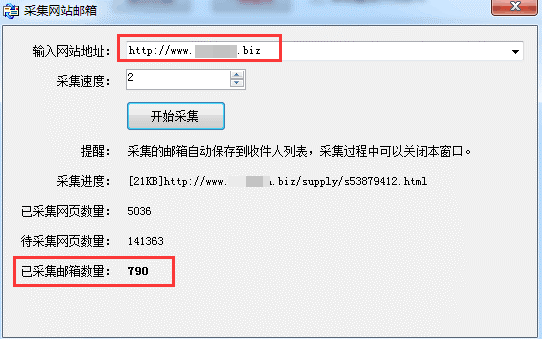 采集网站邮箱
输入网站地址: http://www. .biz
采集速度: 2
开始采集
提醒: 采集的邮箱自动保存到收件人列表，采集过程中可以关闭本窗口。
采集进度: [21KB]http://www. .biz/supply/s53879412.html
已采集网页数量: 5036
待采集网页数量: 141363
已采集邮箱数量: 790